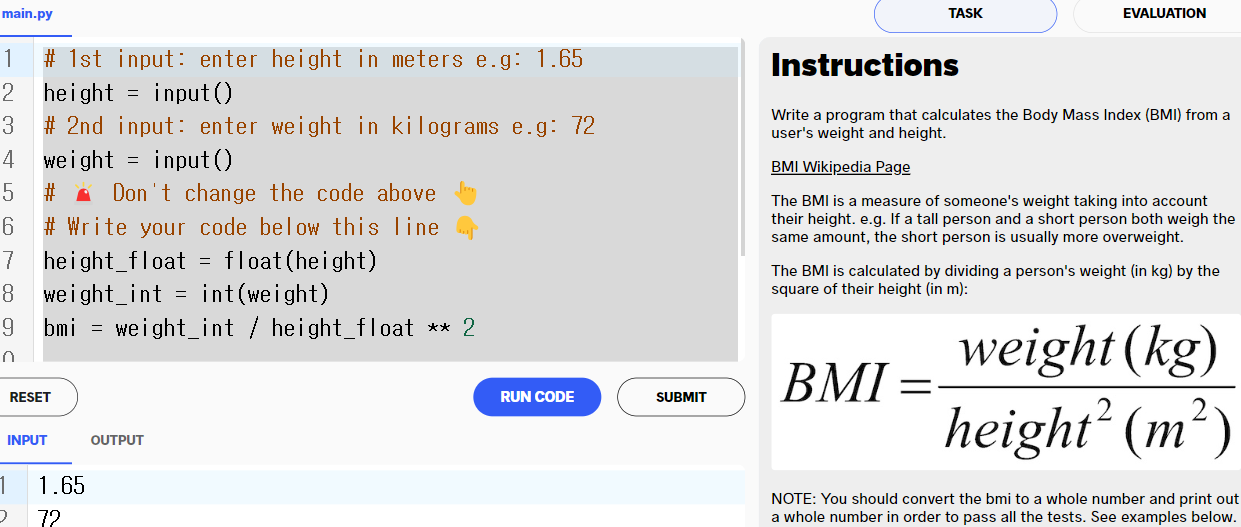 main.py
TASK
EVALUATION
1 # 1st input: enter height in meters e.g: 1.65
2 height = input()
3 # 2nd input: enter weight in kilograms e.g: 72
4 weight = input()
5 # 🚨 Don't change the code above 👆
6 # Write your code below this line 👇
7 height_float = float(height)
8 weight_int = int(weight)
9 bmi = weight_int / height_float ** 2
RESET
RUN CODE
SUBMIT
INPUT
OUTPUT
1 1.65
2 72
Instructions
Write a program that calculates the Body Mass Index (BMI) from a
user's weight and height.
BMI Wikipedia Page
The BMI is a measure of someone's weight taking into account
their height. e.g. If a tall person and a short person both weigh the
same amount, the short person is usually more overweight.
The BMI is calculated by dividing a person's weight (in kg) by the
square of their height (in m):
BMI = weight(kg) / height² (m²)
NOTE: You should convert the bmi to a whole number and print out
a whole number in order to pass all the tests. See examples below.